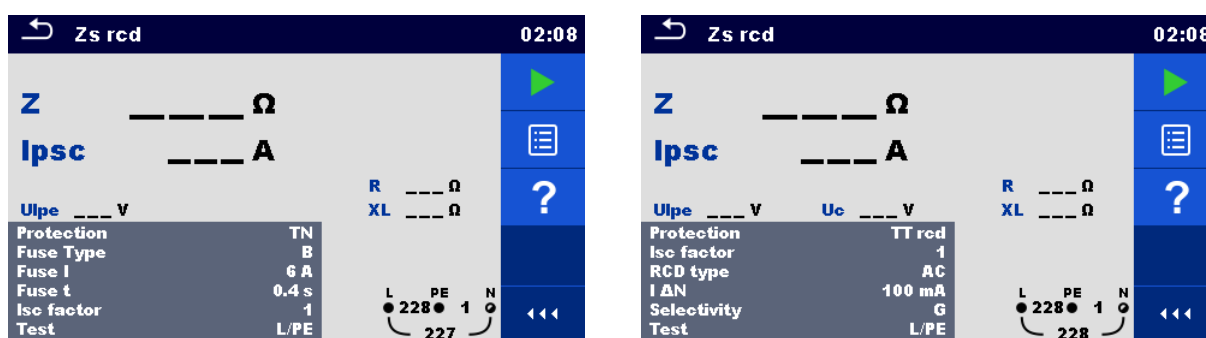 Zs rcd 02:08
Z ___ Ω
Ipsc ___ A
R ___ Ω
Ulpe ___ V XL ___ Ω
Protection TN
Fuse Type B
Fuse I 6 A
Fuse t 0.4 s
Isc factor 1
Test L/PE
L PE N
228 1
227
?
Zs rcd 02:08
Z ___ Ω
Ipsc ___ A
R ___ Ω
Ulpe ___ V Uc ___ V XL ___ Ω
Protection TT rcd
Isc factor 1
RCD type AC
I ΔN 100 mA
Selectivity G
Test L/PE
L PE N
228 1
228
?